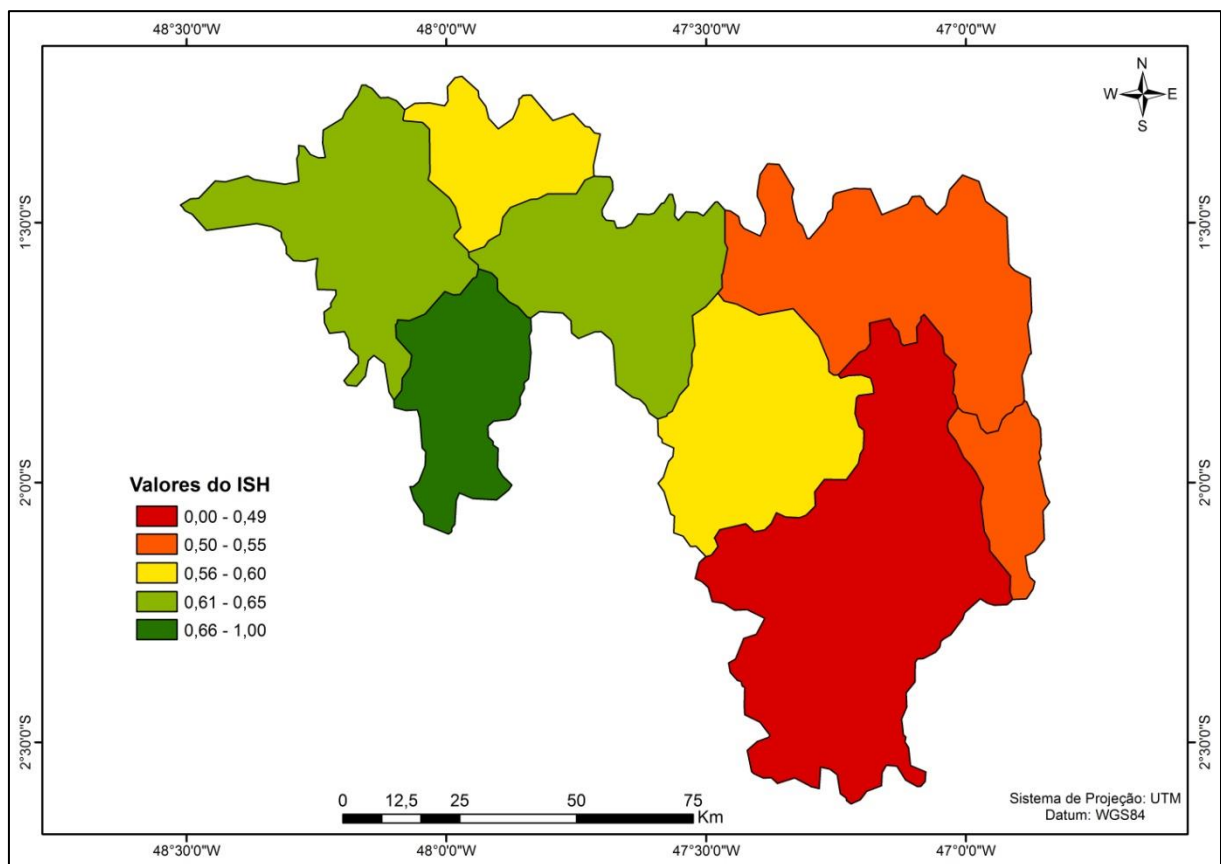 48°30'0"W 48°0'0"W 47°30'0"W 47°0'0"W
N
W E
S
1°30'0"S 1°30'0"S
2°0'0"S 2°0'0"S
Valores do ISH
0,00 - 0,49
0,50 - 0,55
0,56 - 0,60
0,61 - 0,65
0,66 - 1,00
2°30'0"S 2°30'0"S
0 12,5 25 50 75
Km
Sistema de Projeção: UTM
Datum: WGS84
48°30'0"W 48°0'0"W 47°30'0"W 47°0'0"W